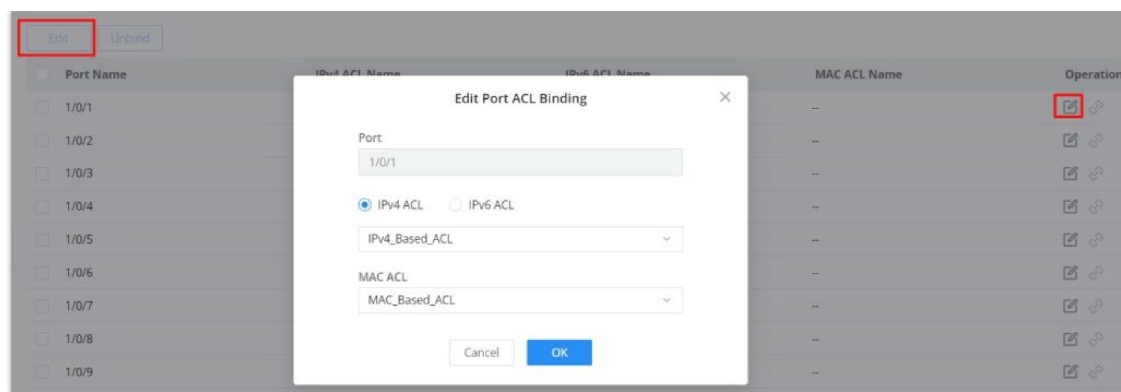 Edit Unbind
Port Name IPv4 ACL Name IPv6 ACL Name MAC ACL Name Operation
Edit Port ACL Binding
1/0/1 --
Port
1/0/1
1/0/2 --
1/0/3 --
1/0/4 --
IPv4 ACL IPv6 ACL
1/0/5 --
IPv4_Based_ACL
1/0/6 --
MAC ACL
1/0/7 --
MAC_Based_ACL
1/0/8 --
Cancel OK
1/0/9 --